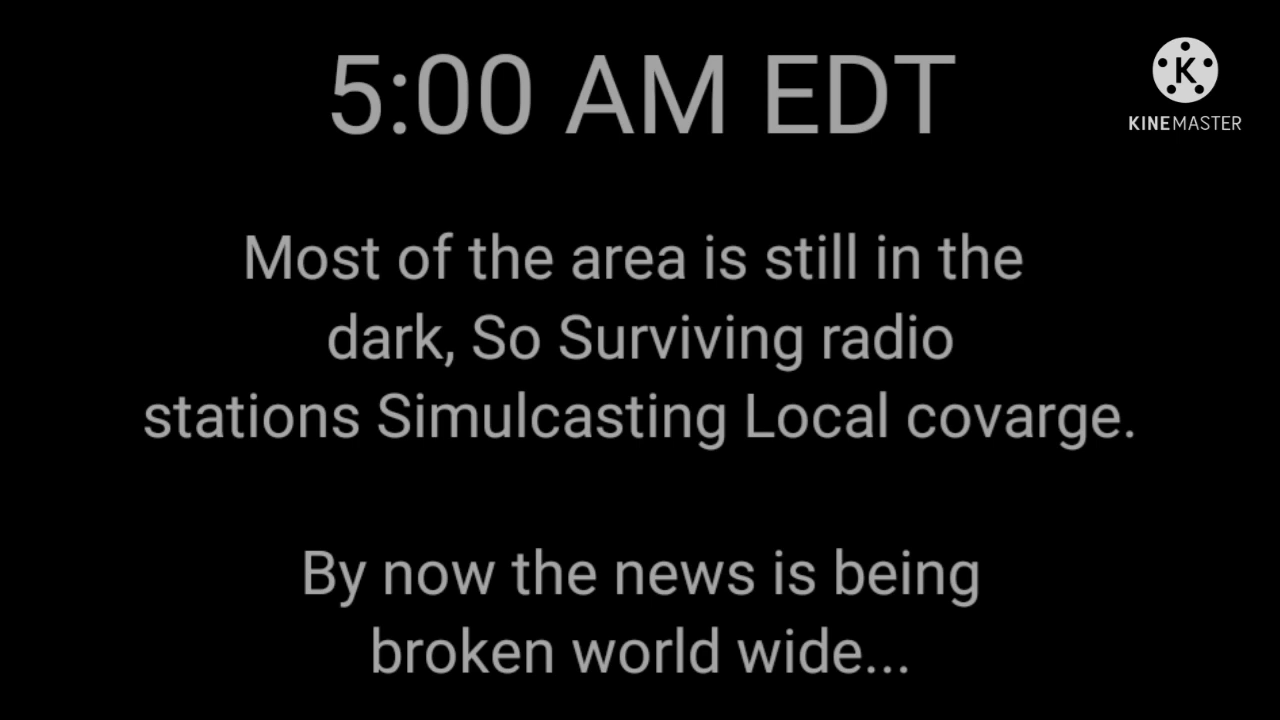 5:00 AM EDT
K
KINEMASTER
Most of the area is still in the
dark, So Surviving radio
stations Simulcasting Local covarge.
By now the news is being
broken world wide...